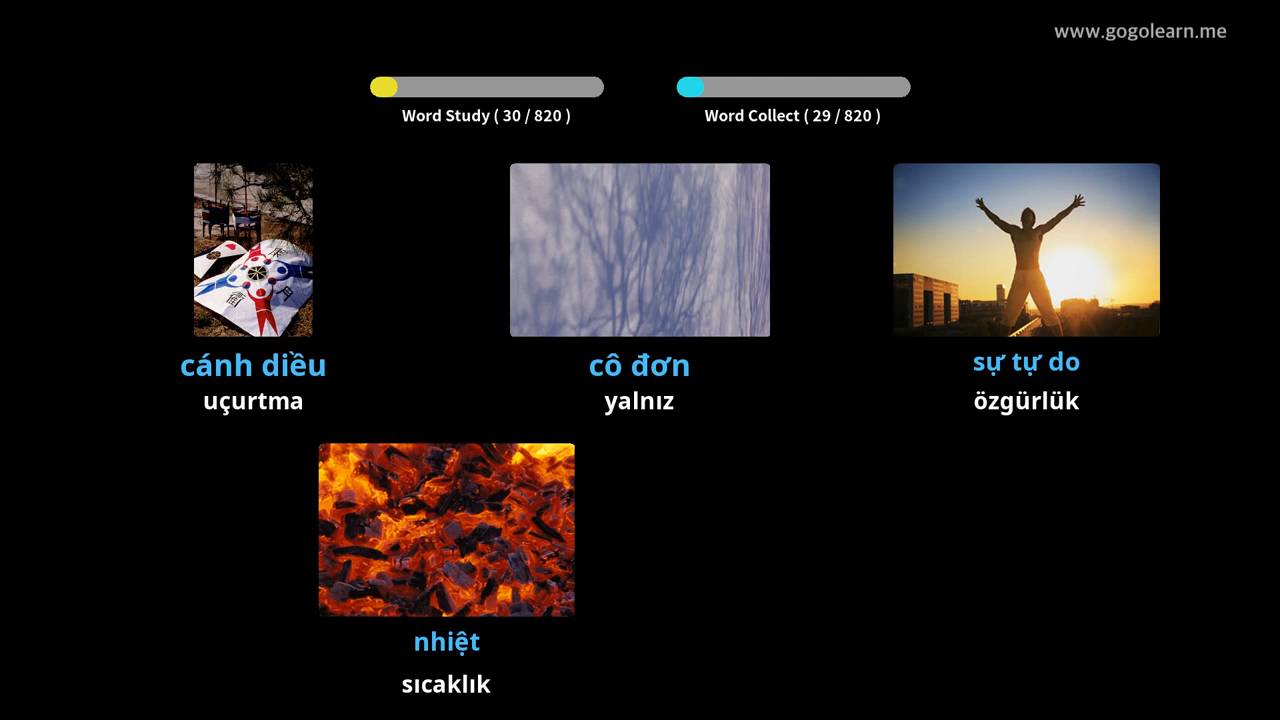 www.gogolearn.me
Word Study ( 30 / 820 )
Word Collect ( 29 / 820 )
cánh diều
uçurtma
cô đơn
yalnız
sự tự do
özgürlük
nhiệt
sıcaklık